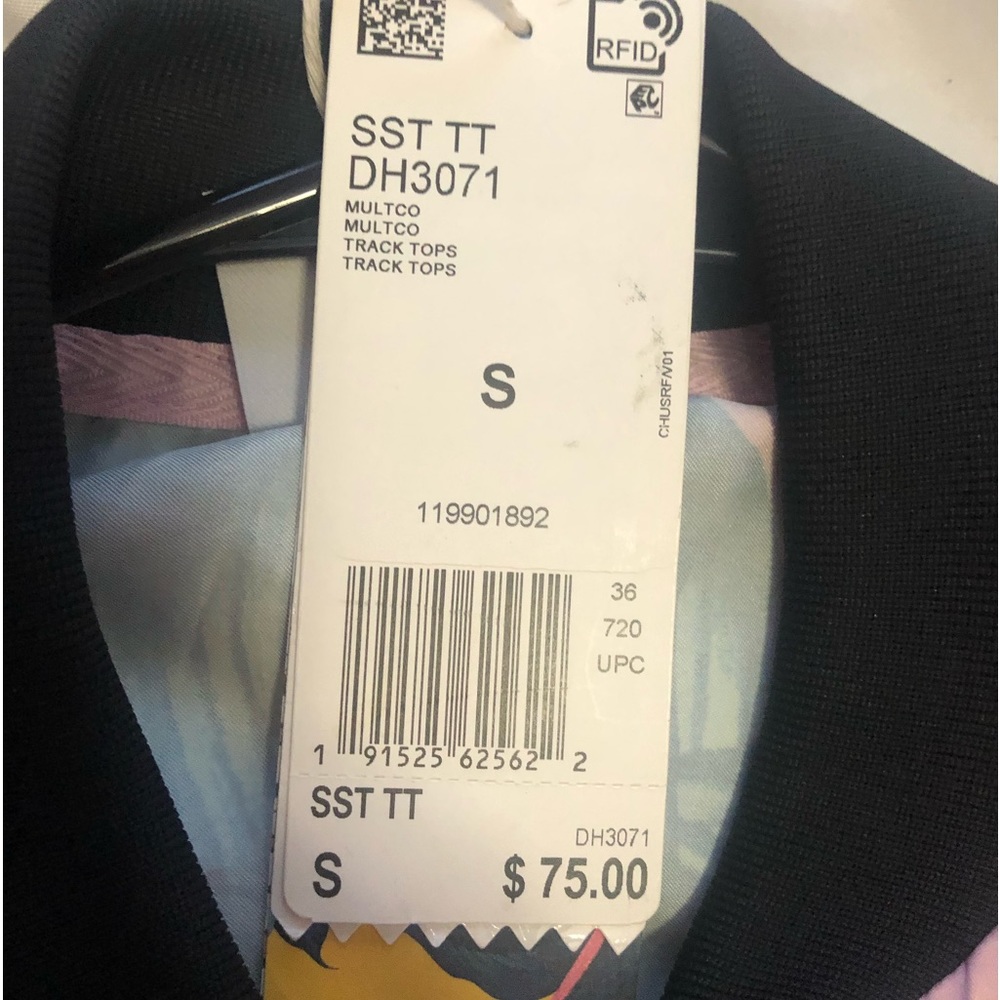 RFID
SST TT
DH3071
MULTCO
MULTCO
TRACK TOPS
TRACK TOPS
S
CHUSRF/V01
119901892
36
720
UPC
1 91525 62562 2
SST TT
DH3071
S $ 75.00